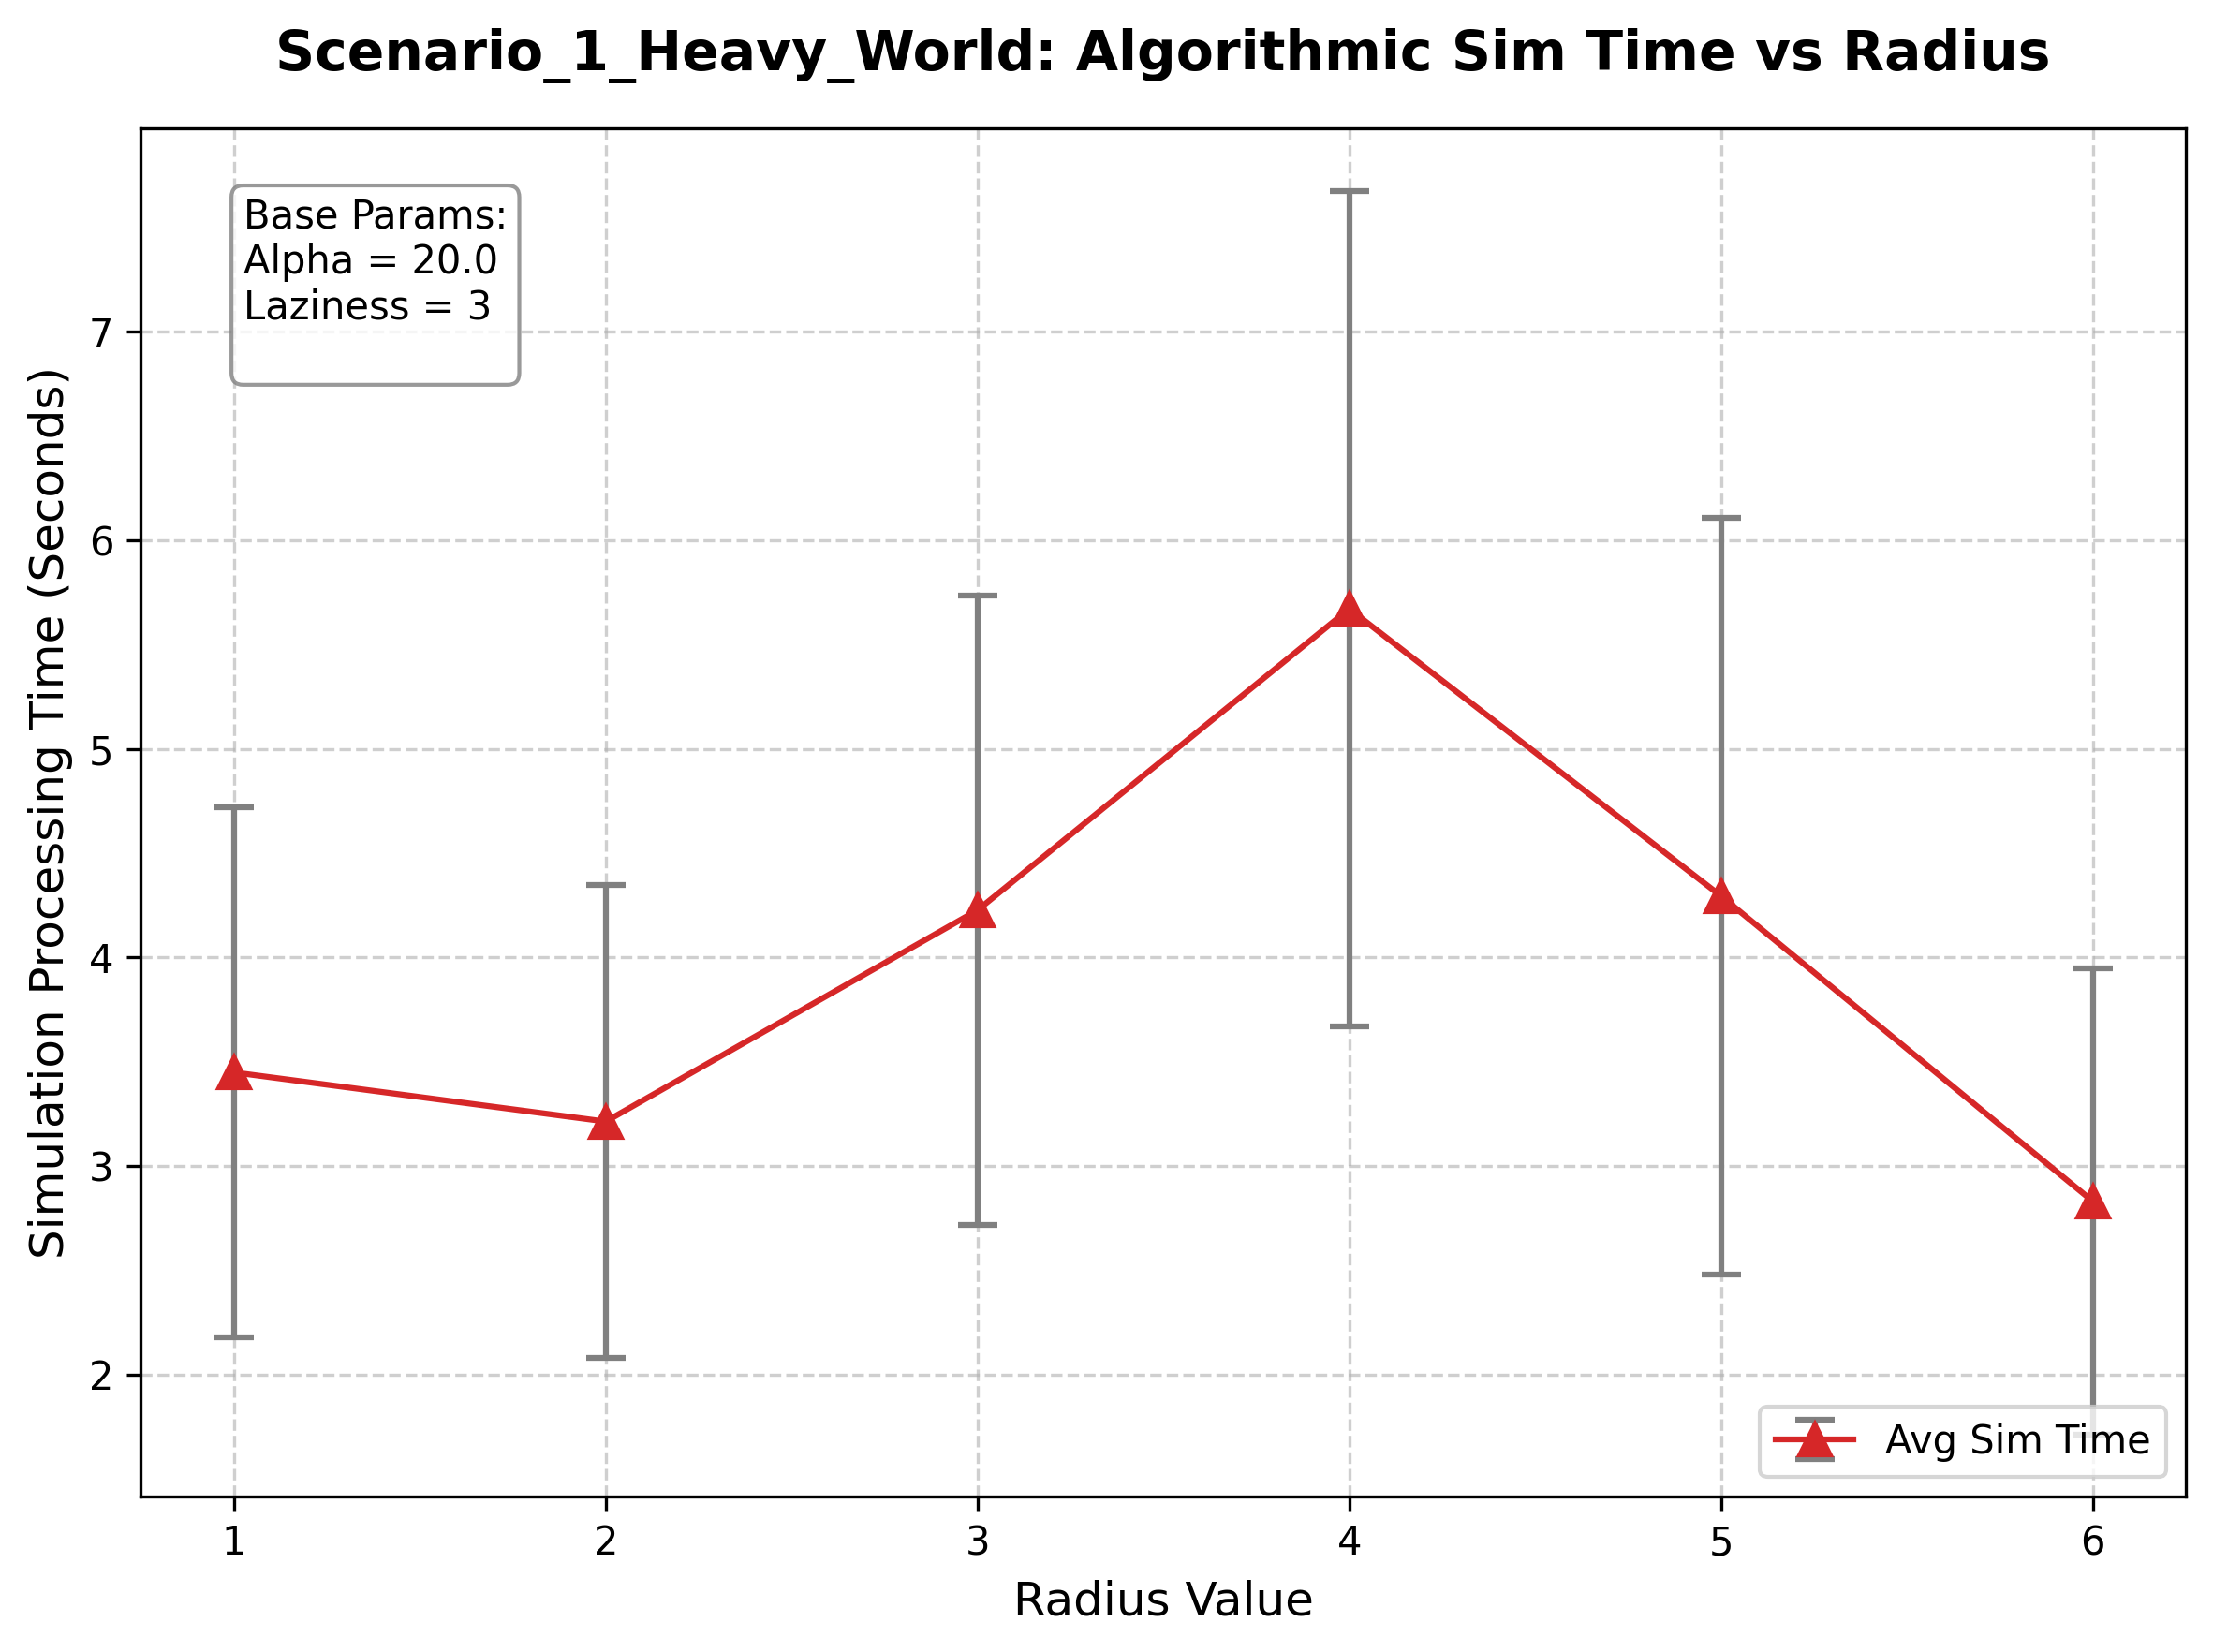 Scenario_1_Heavy_World: Algorithmic Sim Time vs Radius
Base Params:
Alpha = 20.0
Laziness = 3
Simulation Processing Time (Seconds)
7
6
5
4
3
2
Avg Sim Time
1 2 3 4 5 6
Radius Value